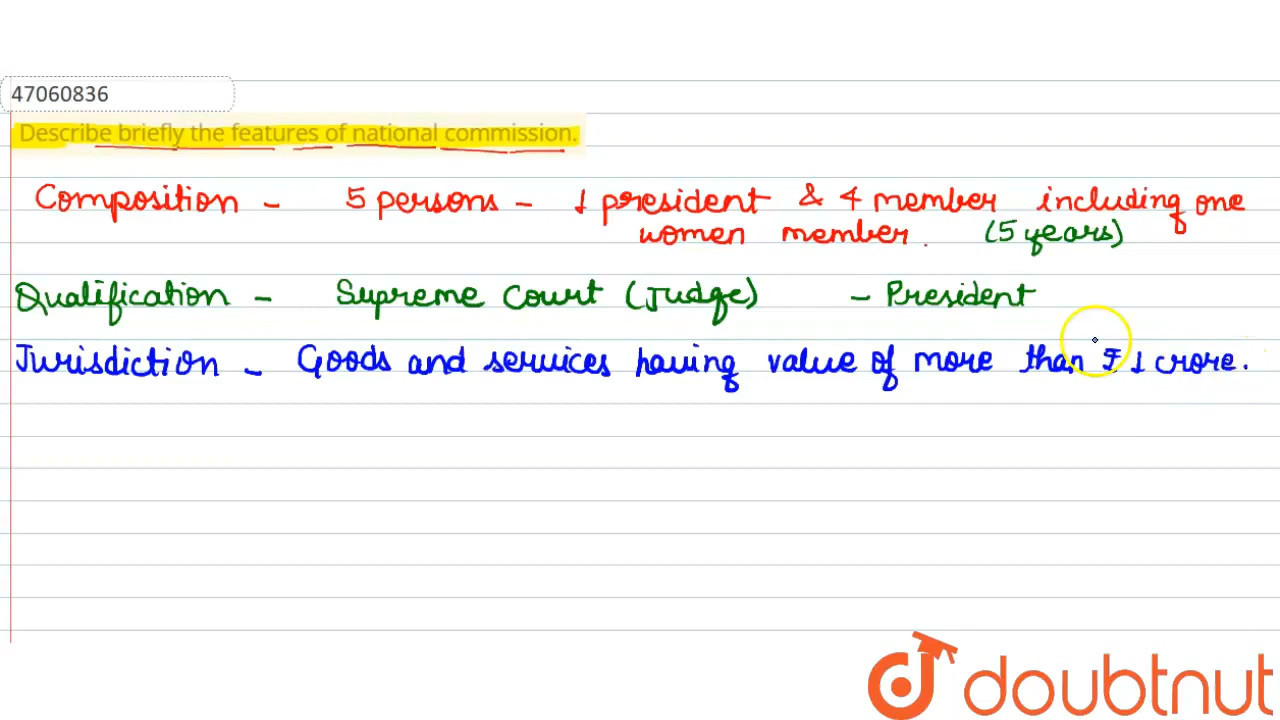 47060836
Describe briefly the features of national commission.
Composition - 5 persons - 1 president & 4 member including one
women member. (5 years)
Qualification - Supreme Court (Judge) - President
Jurisdiction - Goods and services having value of more than ₹ 1 crore.
doubtnut